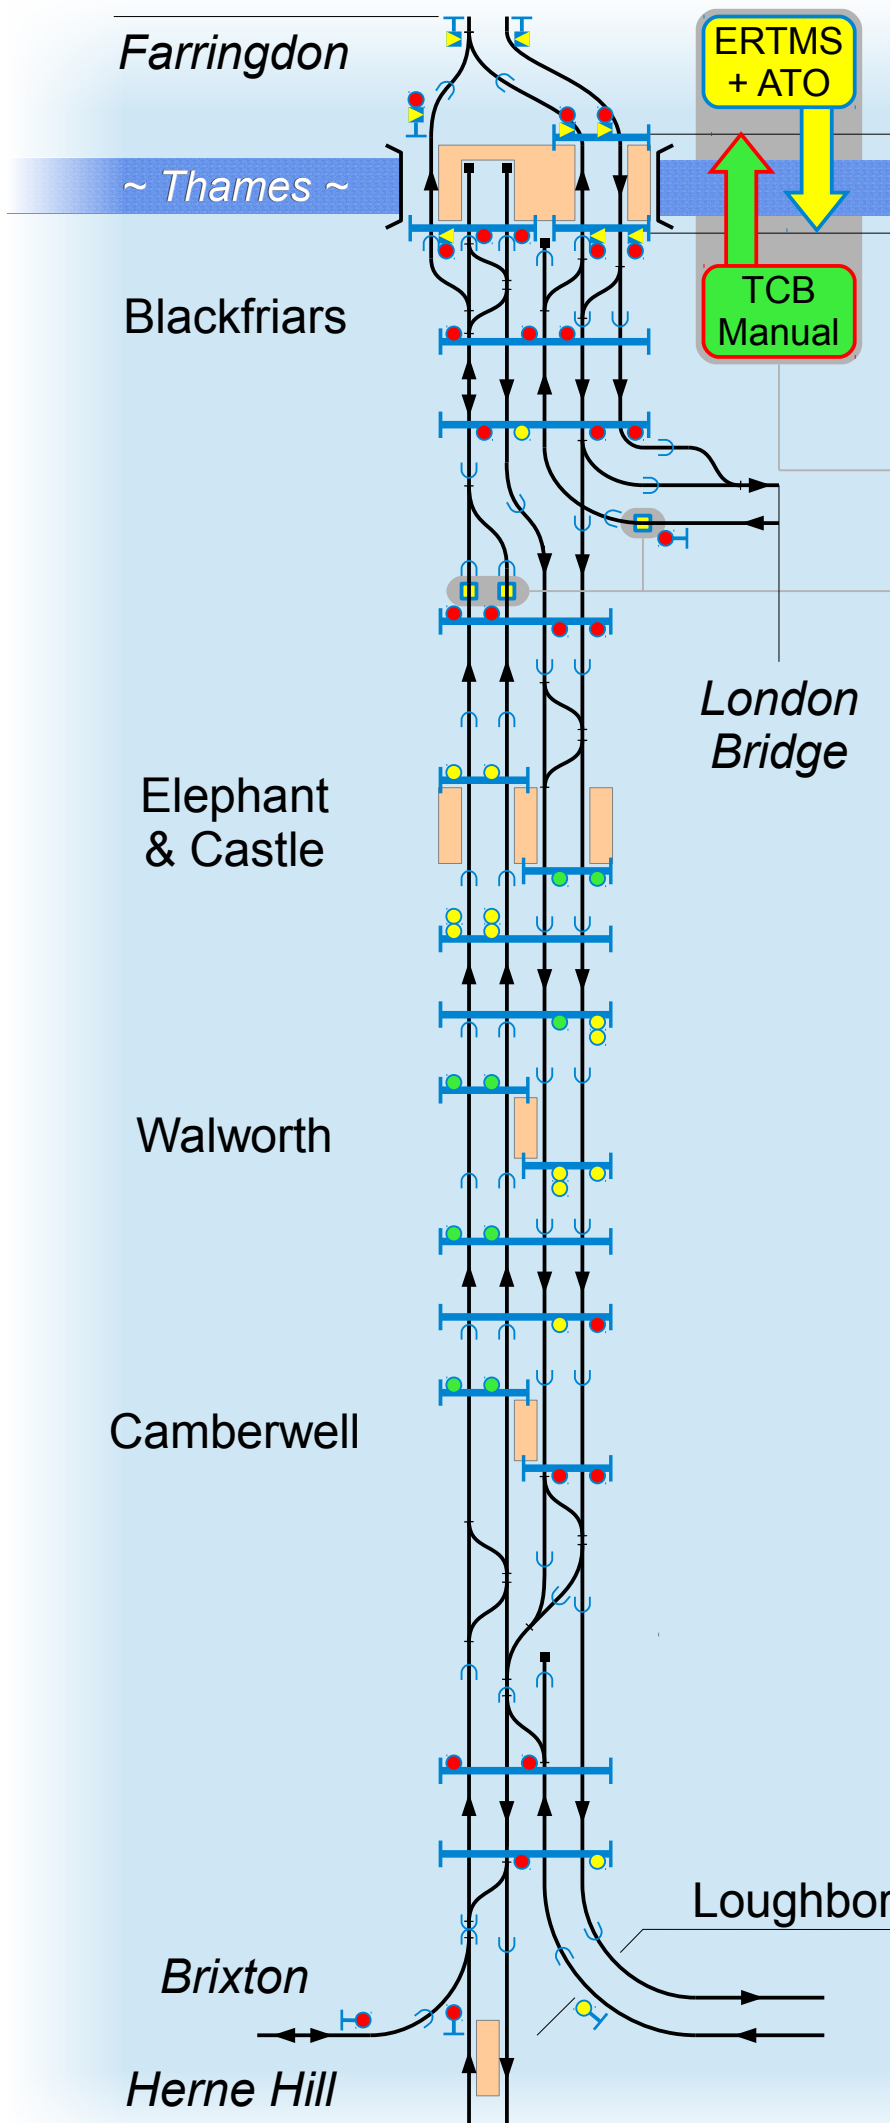 Farringdon
ERTMS
+ ATO
~ Thames ~
TCB
Manual
Blackfriars
London
Bridge
Elephant
& Castle
Walworth
Camberwell
Loughbor
Brixton
Herne Hill